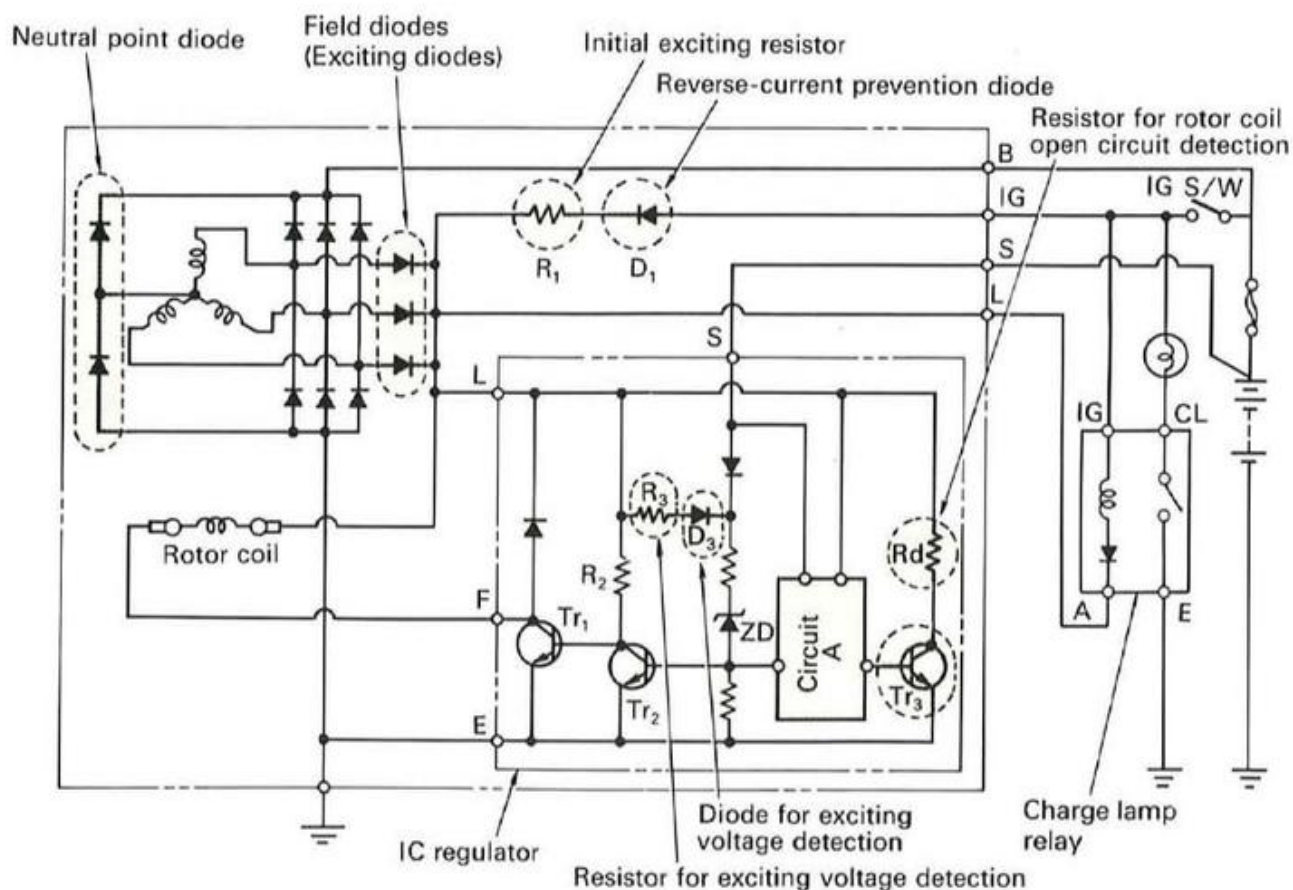 Neutral point diode
Field diodes
(Exciting diodes)
Initial exciting resistor
Reverse-current prevention diode
Resistor for rotor coil
open circuit detection
B
IG S/W
IG
R1
D1
S
L
S
L
IG
CL
R3
D3
Rd
Rotor coil
R2
F
Tr1
ZD
Circuit
A
A
E
Tr2
Tr3
E
IC regulator
Diode for exciting
voltage detection
Charge lamp
relay
Resistor for exciting voltage detection